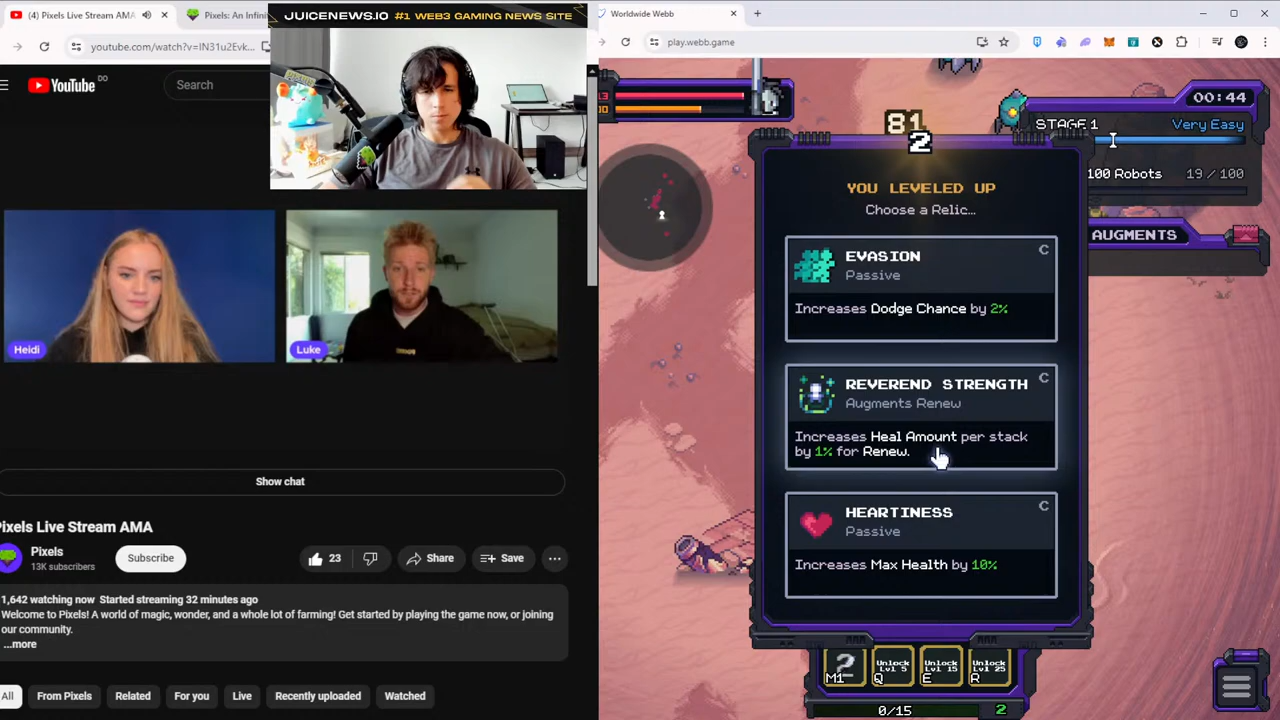 (4) Pixels Live Stream AMA
Pixels: An Infini
youtube.com/watch?v=IN31u2Evk...
YouTube DO
Search
JUICENEWS.IO #1 WEB3 GAMING NEWS SITE
Heidi
Luke
Show chat
Pixels Live Stream AMA
Pixels
13K subscribers
Subscribe
23
Share
Save
1,642 watching now Started streaming 32 minutes ago
Welcome to Pixels! A world of magic, wonder, and a whole lot of farming! Get started by playing the game now, or joining
our community.
...more
All
From Pixels
Related
For you
Live
Recently uploaded
Watched
Worldwide Webb
play.webb.game
00:44
STAGE 1
Very Easy
100 Robots 19 / 100
AUGMENTS
81
2
YOU LEVELED UP
Choose a Relic...
EVASION C
Passive
Increases Dodge Chance by 2%
REVEREND STRENGTH C
Augments Renew
Increases Heal Amount per stack
by 1% for Renew.
HEARTINESS C
Passive
Increases Max Health by 10%
?
M1
Unlock
Lvl 5
Q
Unlock
Lvl 15
E
Unlock
Lvl 25
R
0/15
2